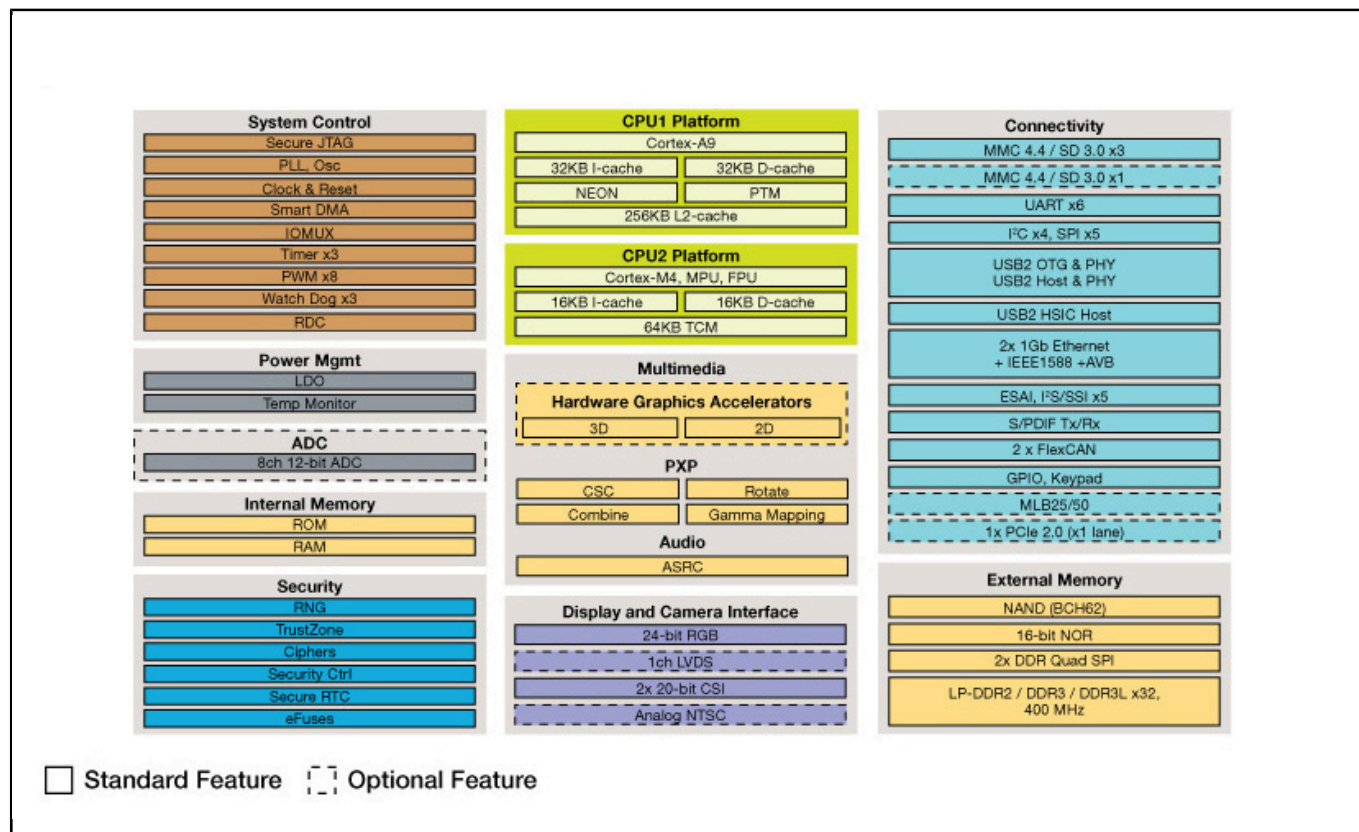 System Control
Secure JTAG
PLL, Osc
Clock & Reset
Smart DMA
IOMUX
Timer x3
PWM x8
Watch Dog x3
RDC
Power Mgmt
LDO
Temp Monitor
ADC
8ch 12-bit ADC
Internal Memory
ROM
RAM
Security
RNG
TrustZone
Ciphers
Security Ctrl
Secure RTC
eFuses
CPU1 Platform
Cortex-A9
32KB I-cache 32KB D-cache
NEON PTM
256KB L2-cache
CPU2 Platform
Cortex-M4, MPU, FPU
16KB I-cache 16KB D-cache
64KB TCM
Multimedia
Hardware Graphics Accelerators
3D 2D
PXP
CSC Rotate
Combine Gamma Mapping
Audio
ASRC
Display and Camera Interface
24-bit RGB
1ch LVDS
2x 20-bit CSI
Analog NTSC
Connectivity
MMC 4.4 / SD 3.0 x3
MMC 4.4 / SD 3.0 x1
UART x6
I²C x4, SPI x5
USB2 OTG & PHY
USB2 Host & PHY
USB2 HSIC Host
2x 1Gb Ethernet
+ IEEE1588 +AVB
ESAI, I²S/SSI x5
S/PDIF Tx/Rx
2 x FlexCAN
GPIO, Keypad
MLB25/50
1x PCIe 2.0 (x1 lane)
External Memory
NAND (BCH62)
16-bit NOR
2x DDR Quad SPI
LP-DDR2 / DDR3 / DDR3L x32,
400 MHz
Standard Feature Optional Feature